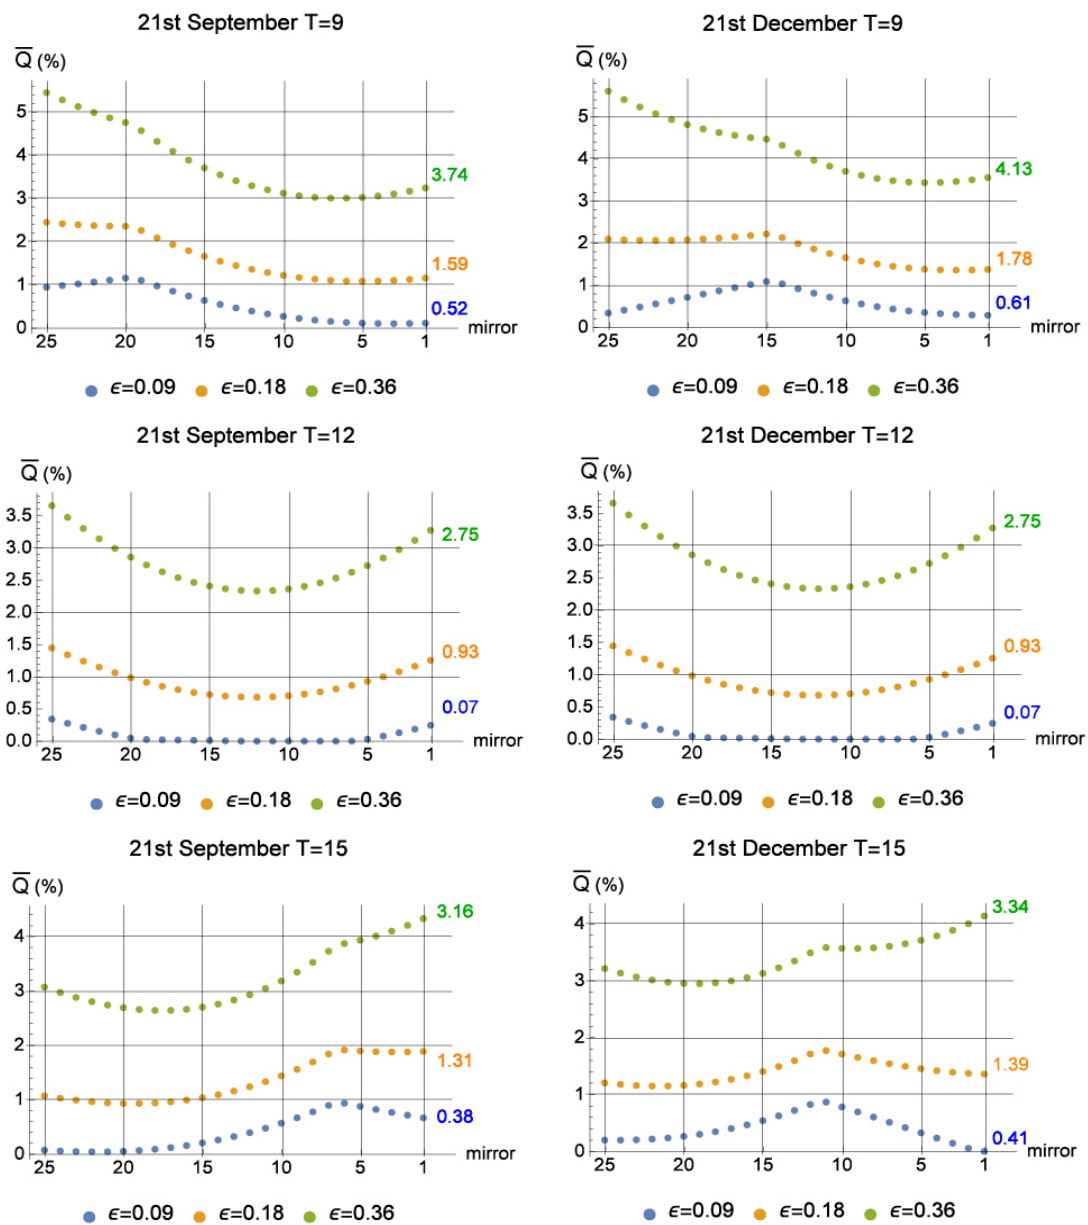 21st September T=9
Q (%)
5
4
3
2
1
0
25 20 15 10 5 1
mirror
3.74
1.59
0.52
ϵ=0.09 ϵ=0.18 ϵ=0.36
21st December T=9
Q (%)
5
4
3
2
1
0
25 20 15 10 5 1
mirror
4.13
1.78
0.61
ϵ=0.09 ϵ=0.18 ϵ=0.36
21st September T=12
Q (%)
3.5
3.0
2.5
2.0
1.5
1.0
0.5
0.0
25 20 15 10 5 1
mirror
2.75
0.93
0.07
ϵ=0.09 ϵ=0.18 ϵ=0.36
21st December T=12
Q (%)
3.5
3.0
2.5
2.0
1.5
1.0
0.5
0.0
25 20 15 10 5 1
mirror
2.75
0.93
0.07
ϵ=0.09 ϵ=0.18 ϵ=0.36
21st September T=15
Q (%)
4
3
2
1
0
25 20 15 10 5 1
mirror
3.16
1.31
0.38
ϵ=0.09 ϵ=0.18 ϵ=0.36
21st December T=15
Q (%)
4
3
2
1
0
25 20 15 10 5 1
mirror
3.34
1.39
0.41
ϵ=0.09 ϵ=0.18 ϵ=0.36